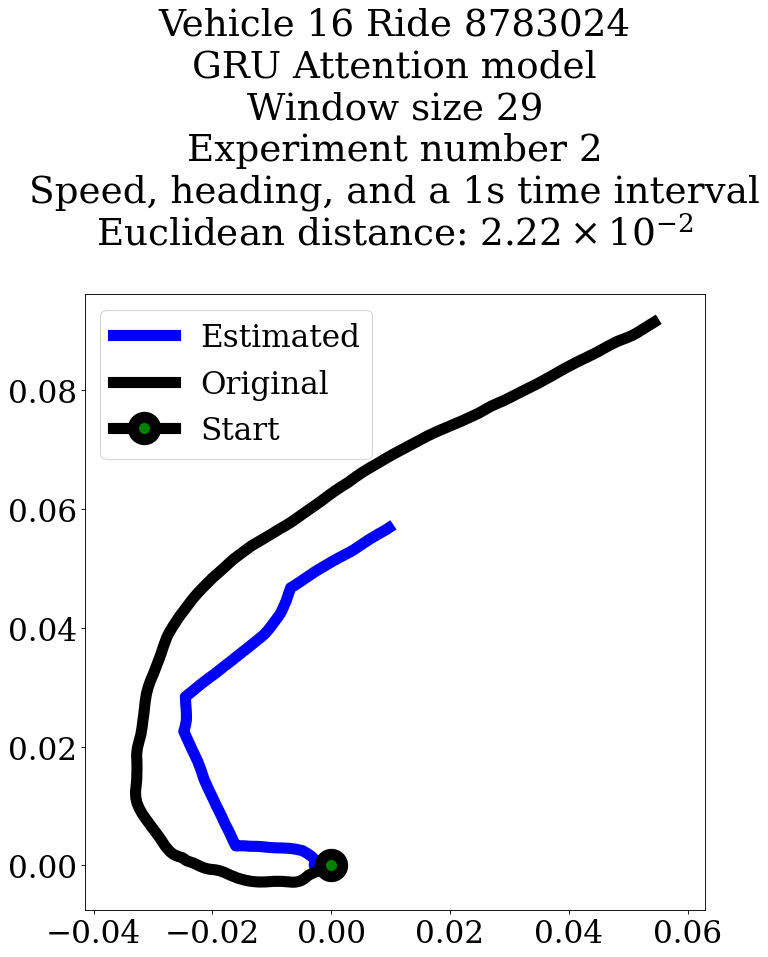 Vehicle 16 Ride 8783024
GRU Attention model
Window size 29
Experiment number 2
Speed, heading, and a 1s time interval
Euclidean distance: 2.22 × 10⁻²
Estimated
Original
Start
0.08
0.06
0.04
0.02
0.00
−0.04 −0.02 0.00 0.02 0.04 0.06